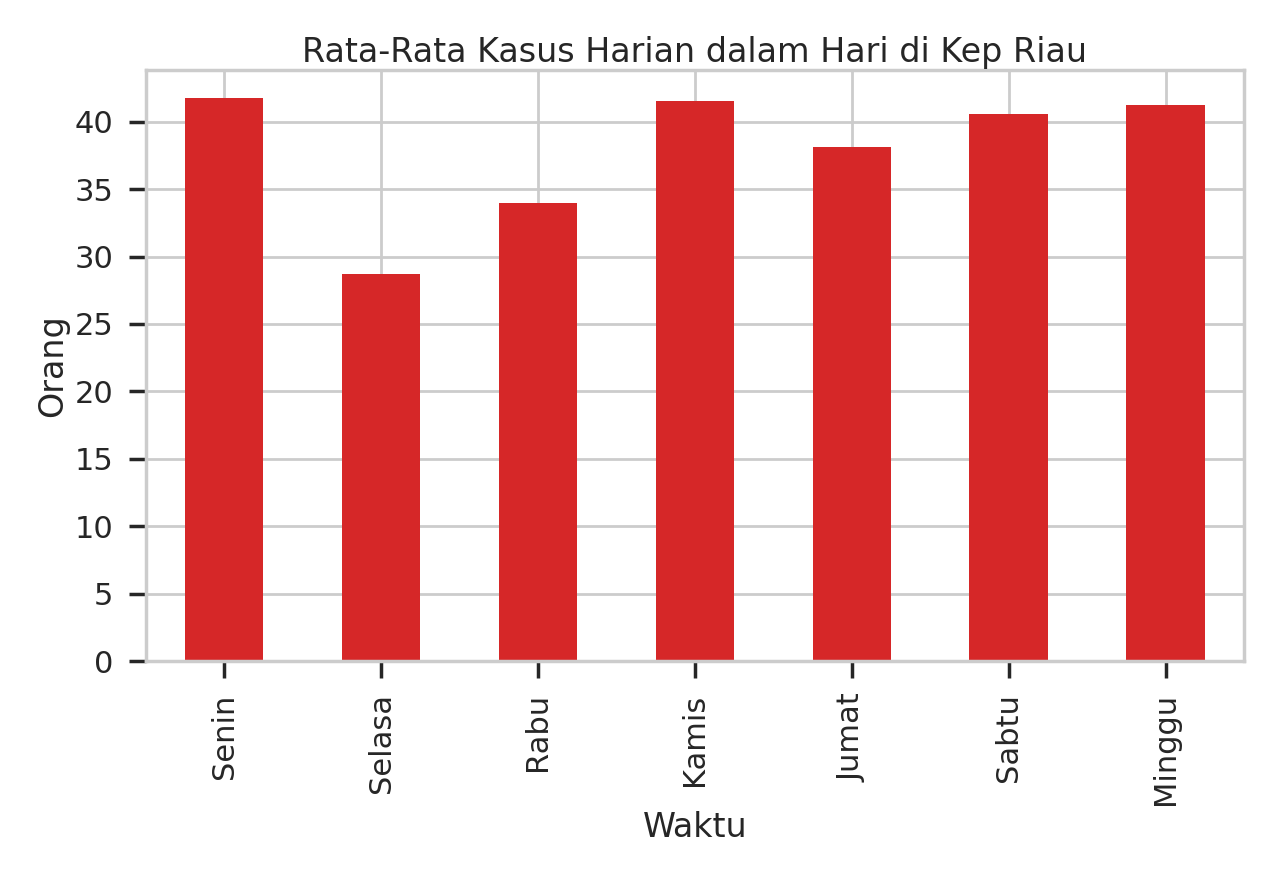 Rata-Rata Kasus Harian dalam Hari di Kep Riau
Orang
40
35
30
25
20
15
10
5
0
Senin
Selasa
Rabu
Kamis
Jumat
Sabtu
Minggu
Waktu